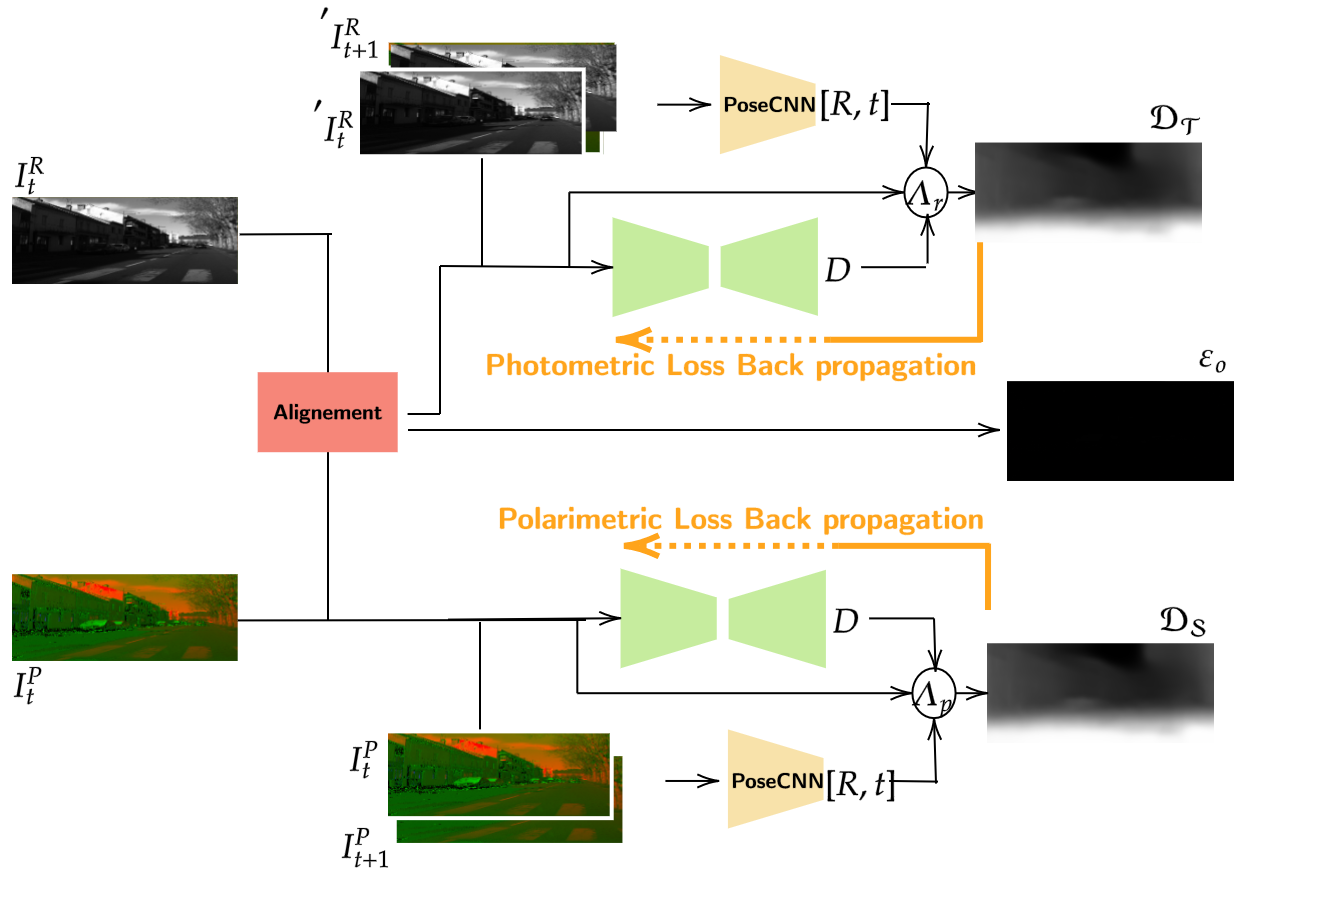 ′I^R_{t+1}
′I^R_t
PoseCNN [R, t]
𝔇_𝒯
I^R_t
Λ_r
D
Photometric Loss Back propagation
ε_o
Alignement
Polarimetric Loss Back propagation
D
𝔇_S
I^P_t
Λ_p
I^P_t
PoseCNN [R, t]
I^P_{t+1}